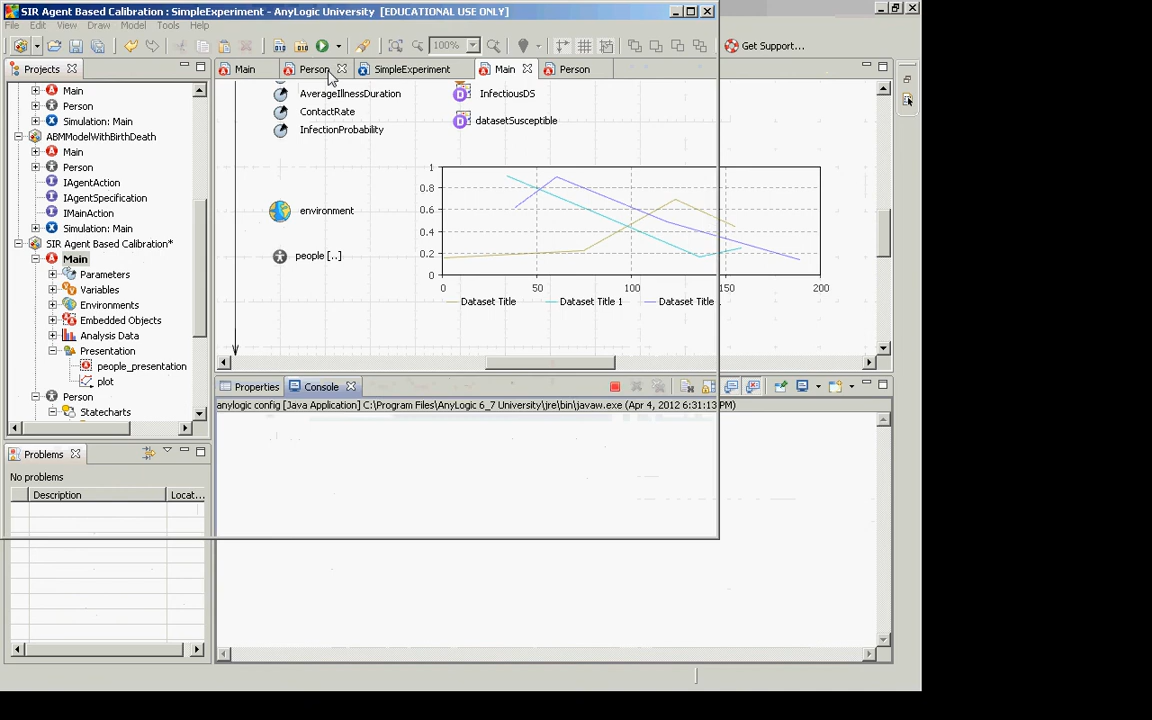 SIR Agent Based Calibration : SimpleExperiment - AnyLogic University [EDUCATIONAL USE ONLY]
File Edit View Draw Model Tools Help
100% Get Support...
Projects
Main Person SimpleExperiment Main Person
Main
Person
Simulation: Main
ABMModelWithBirthDeath
Main
Person
IAgentAction
IAgentSpecification
IMainAction
Simulation: Main
SIR Agent Based Calibration*
Main
Parameters
Variables
Environments
Embedded Objects
Analysis Data
Presentation
people_presentation
plot
Person
Statecharts
AverageIllnessDuration
ContactRate
InfectionProbability
InfectiousDS
datasetSusceptible
environment
people [..]
1
0.8
0.6
0.4
0.2
0
0 50 100 150 200
Dataset Title Dataset Title 1 Dataset Title
Properties Console
anylogic config [Java Application] C:\Program Files\AnyLogic 6_7 University\jre\bin\javaw.exe (Apr 4, 2012 6:31:13 PM)
Problems
No problems
Description Locat...